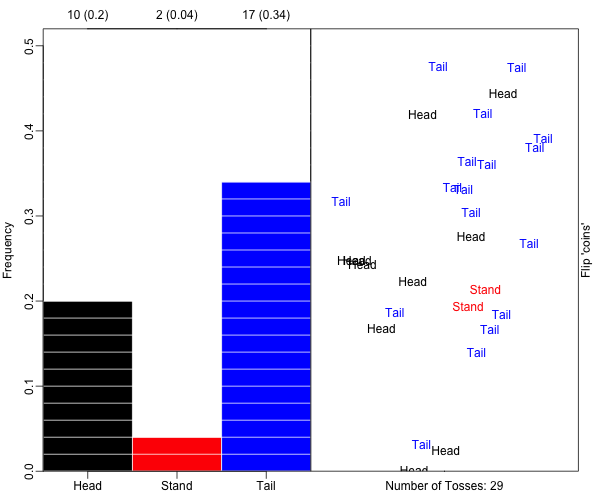 10 (0.2) 2 (0.04) 17 (0.34)
0.5
0.4
0.3
0.2
0.1
0.0
Frequency
Head Stand Tail
Tail Tail
Head
Head Tail
Tail
Tail
Tail Tail
Tail Tail
Tail
Tail
Head
Tail
Head Head
Head
Head
Stand
Stand
Tail Tail
Head Tail
Tail
Tail Head
Head
Flip 'coins'
Number of Tosses: 29